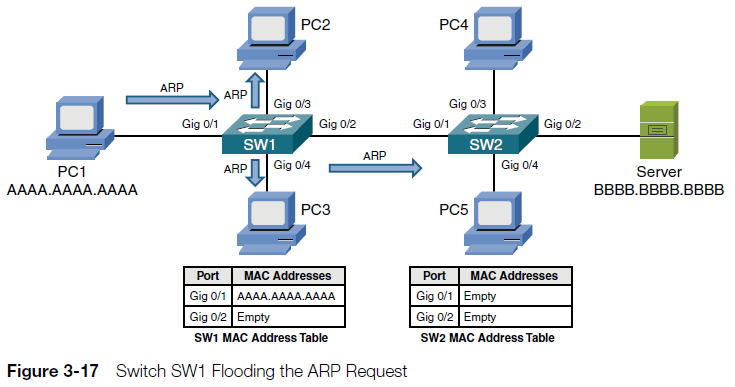 PC2
PC4
ARP
ARP
Gig 0/3
Gig 0/3
Gig 0/1
Gig 0/2
Gig 0/1
Gig 0/2
SW1
SW2
PC1
AAAA.AAAA.AAAA
ARP
Gig 0/4
ARP
Gig 0/4
Server
BBBB.BBBB.BBBB
PC3
PC5
Port MAC Addresses
Gig 0/1 AAAA.AAAA.AAAA
Gig 0/2 Empty
SW1 MAC Address Table
Port MAC Addresses
Gig 0/1 Empty
Gig 0/2 Empty
SW2 MAC Address Table
Figure 3-17 Switch SW1 Flooding the ARP Request